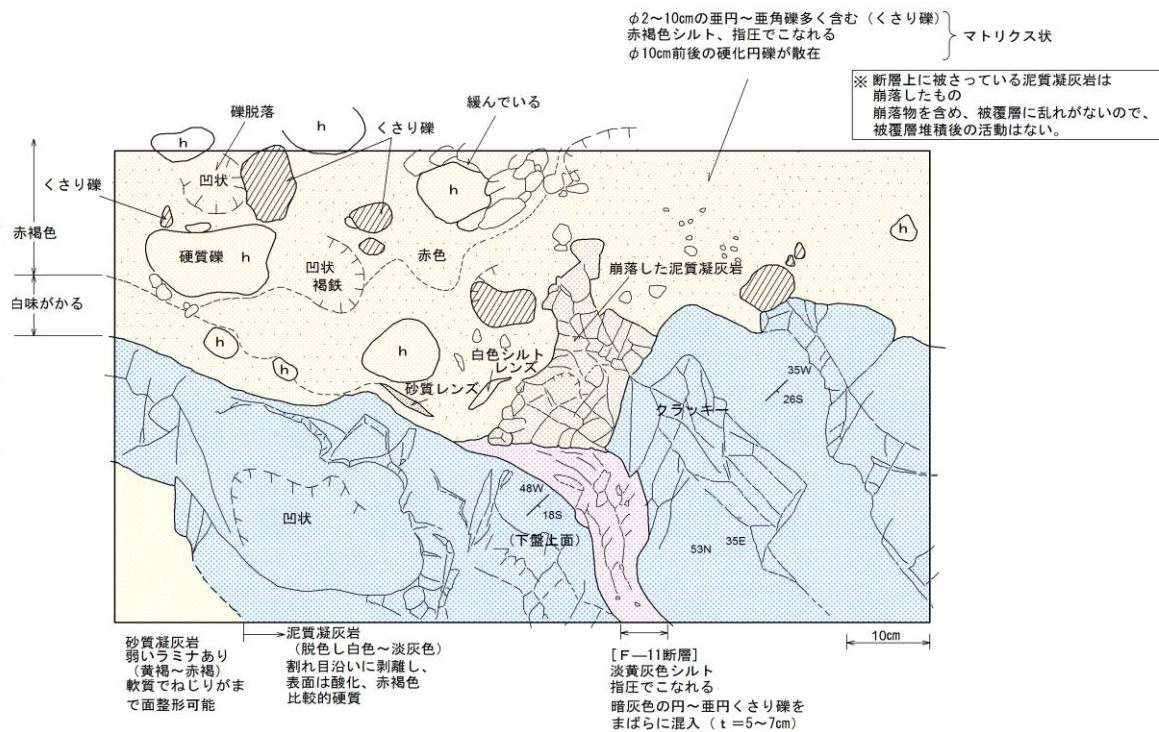 φ2～10cmの亜円～亜角礫多く含む（くさり礫）
赤褐色シルト、指圧でこなれる
φ10cm前後の硬化円礫が散在
マトリクス状
※ 断層上に被さっている泥質凝灰岩は
崩落したもの
崩落物を含め、被覆層に乱れがないので、
被覆層堆積後の活動はない。
礫脱落
緩んでいる
くさり礫
h
h
凹状
h
くさり礫
赤褐色
硬質礫 h
凹状
褐鉄
赤色
h
崩落した泥質凝灰岩
白味がかる
h
h
h
白色シルト
レンズ
砂質レンズ
35W
26S
クラッキー
48W
18S
（下盤上面）
凹状
53N
35E
10cm
砂質凝灰岩
弱いラミナあり
（黄褐～赤褐）
軟質でねじりがま
で面整形可能
泥質凝灰岩
（脱色し白色～淡灰色）
割れ目沿いに剥離し、
表面は酸化、赤褐色
比較的硬質
［F－11断層］
淡黄灰色シルト
指圧でこなれる
暗灰色の円～亜円くさり礫を
まばらに混入（t＝5～7cm）